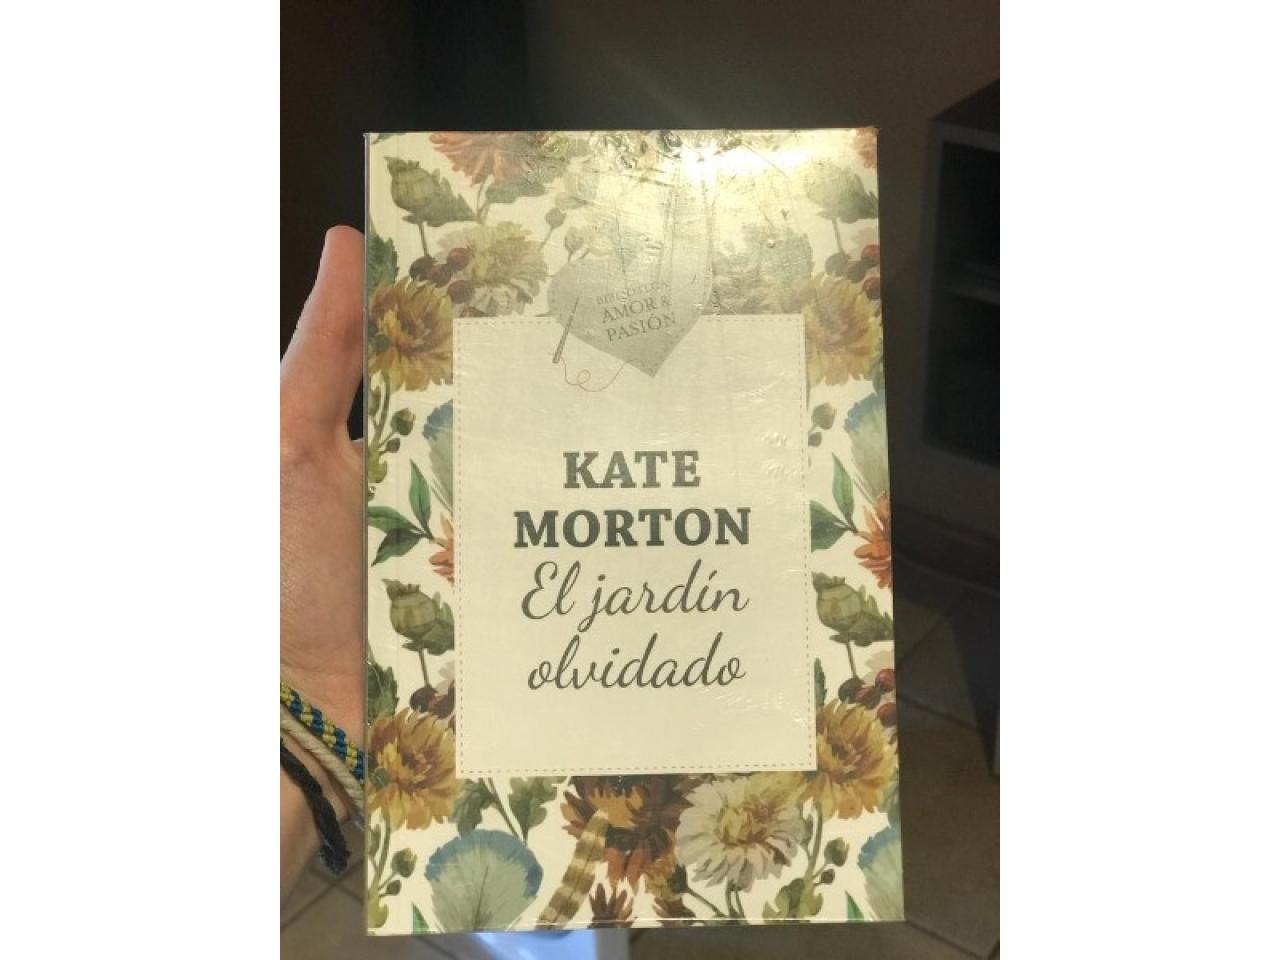 BIBLIOTECA
AMOR &
PASIÓN
KATE
MORTON
El jardín
olvidado